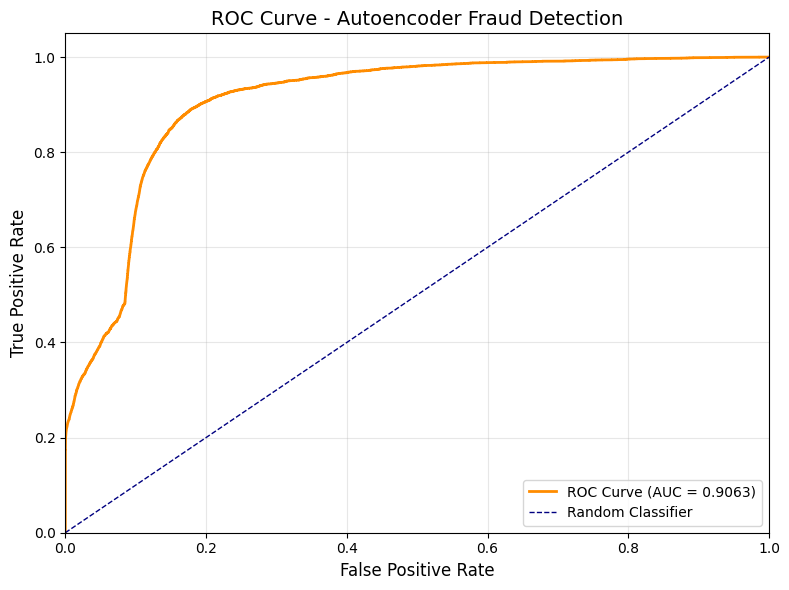 ROC Curve - Autoencoder Fraud Detection
True Positive Rate
1.0
0.8
0.6
0.4
0.2
0.0
0.0 0.2 0.4 0.6 0.8 1.0
False Positive Rate
ROC Curve (AUC = 0.9063)
Random Classifier